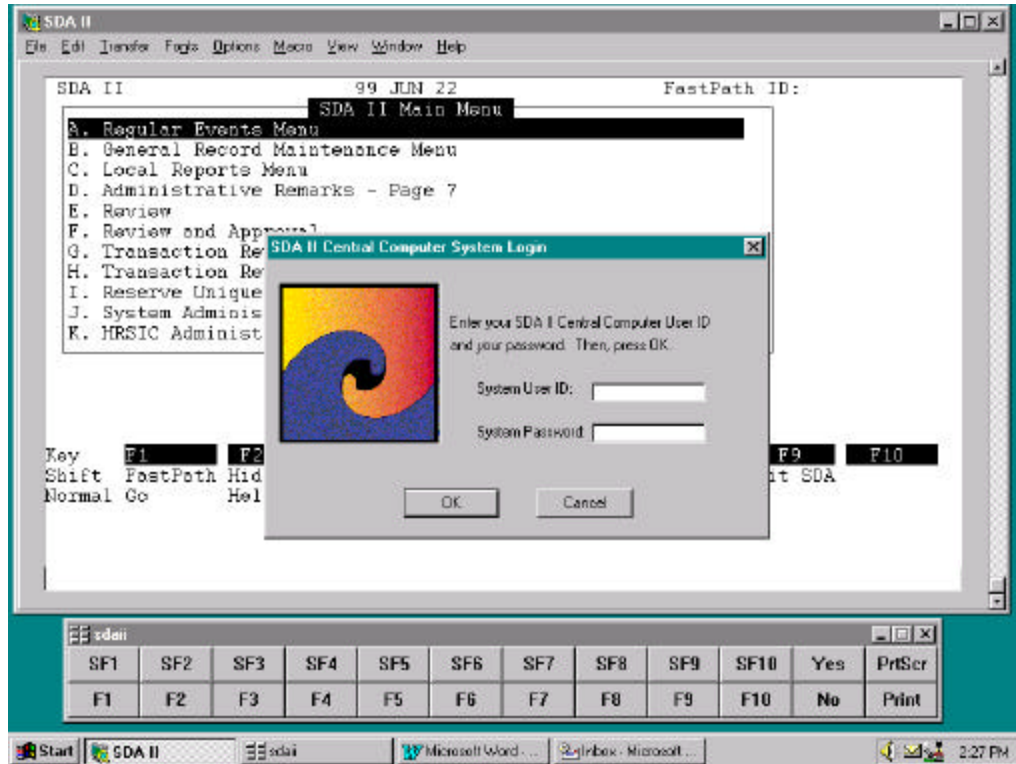 SDA II
File Edit Transfer Fonts Options Macro View Window Help
SDA II 99 JUN 22 FastPath ID:
SDA II Main Menu
A. Regular Events Menu
B. General Record Maintenance Menu
C. Local Reports Menu
D. Administrative Remarks - Page 7
E. Review
F. Review and Approval
G. Transaction Re
H. Transaction Re
I. Reserve Unique
J. System Adminis
K. HRSIC Administ
SDA II Central Computer System Login
Enter your SDA II Central Computer User ID
and your password. Then, press OK.
System User ID:
System Password:
OK Cancel
Key F1 F2 F9 F10
Shift FastPath Hid it SDA
Normal Go Hel
sdaii
SF1 SF2 SF3 SF4 SF5 SF6 SF7 SF8 SF9 SF10 Yes PrtScr
F1 F2 F3 F4 F5 F6 F7 F8 F9 F10 No Print
Start SDA II sdaii Microsoft Word - ... Inbox - Microsoft ... 2:27 PM